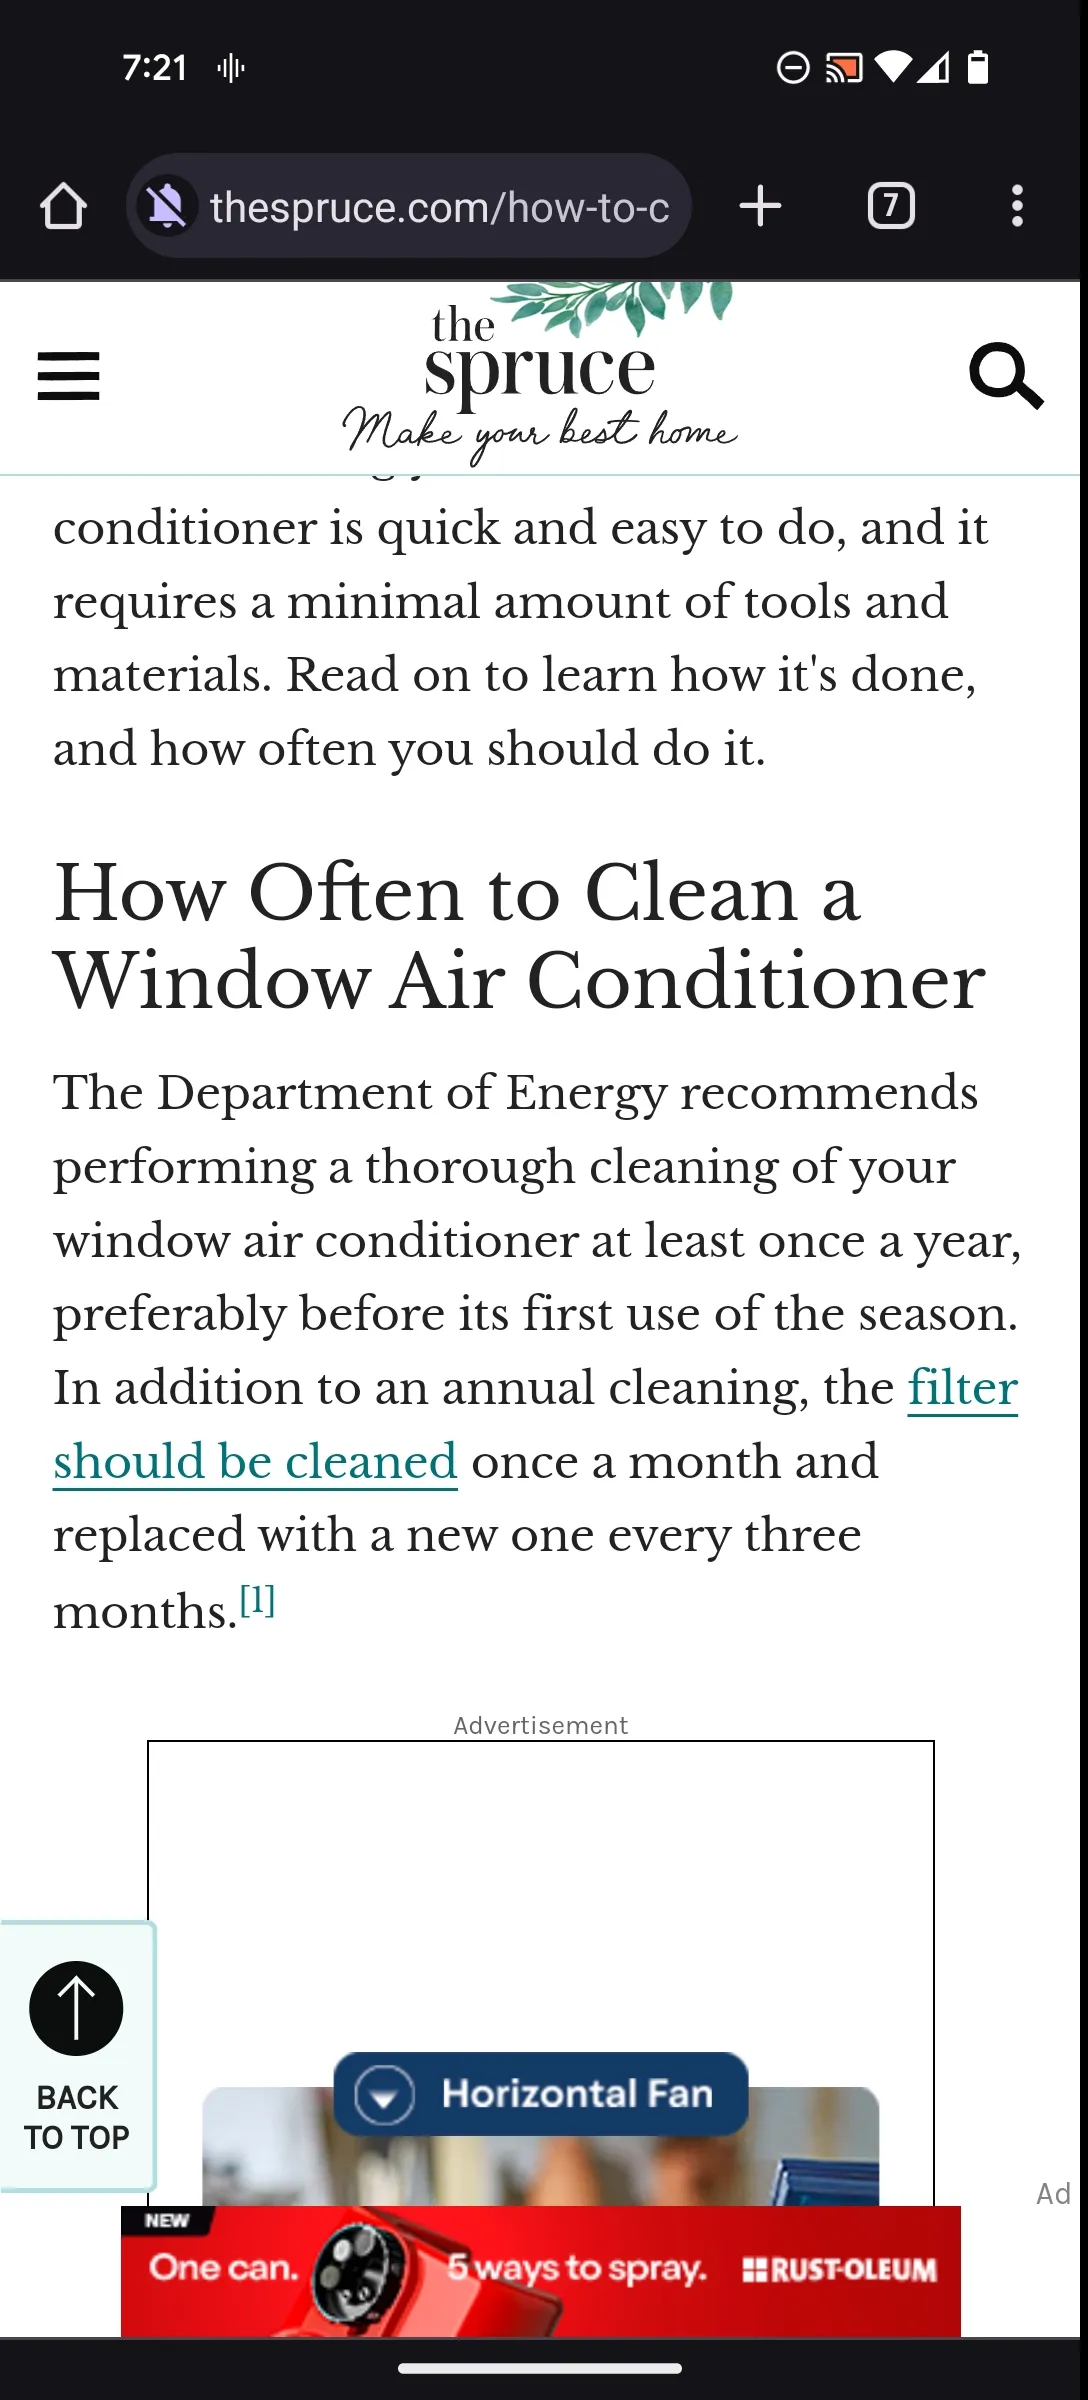 7:21
thespruce.com/how-to-c
7
the
spruce
Make your best home
conditioner is quick and easy to do, and it
requires a minimal amount of tools and
materials. Read on to learn how it's done,
and how often you should do it.
How Often to Clean a
Window Air Conditioner
The Department of Energy recommends
performing a thorough cleaning of your
window air conditioner at least once a year,
preferably before its first use of the season.
In addition to an annual cleaning, the filter
should be cleaned once a month and
replaced with a new one every three
months.[1]
Advertisement
BACK
TO TOP
Horizontal Fan
Ad
NEW
One can. 5 ways to spray. RUST-OLEUM